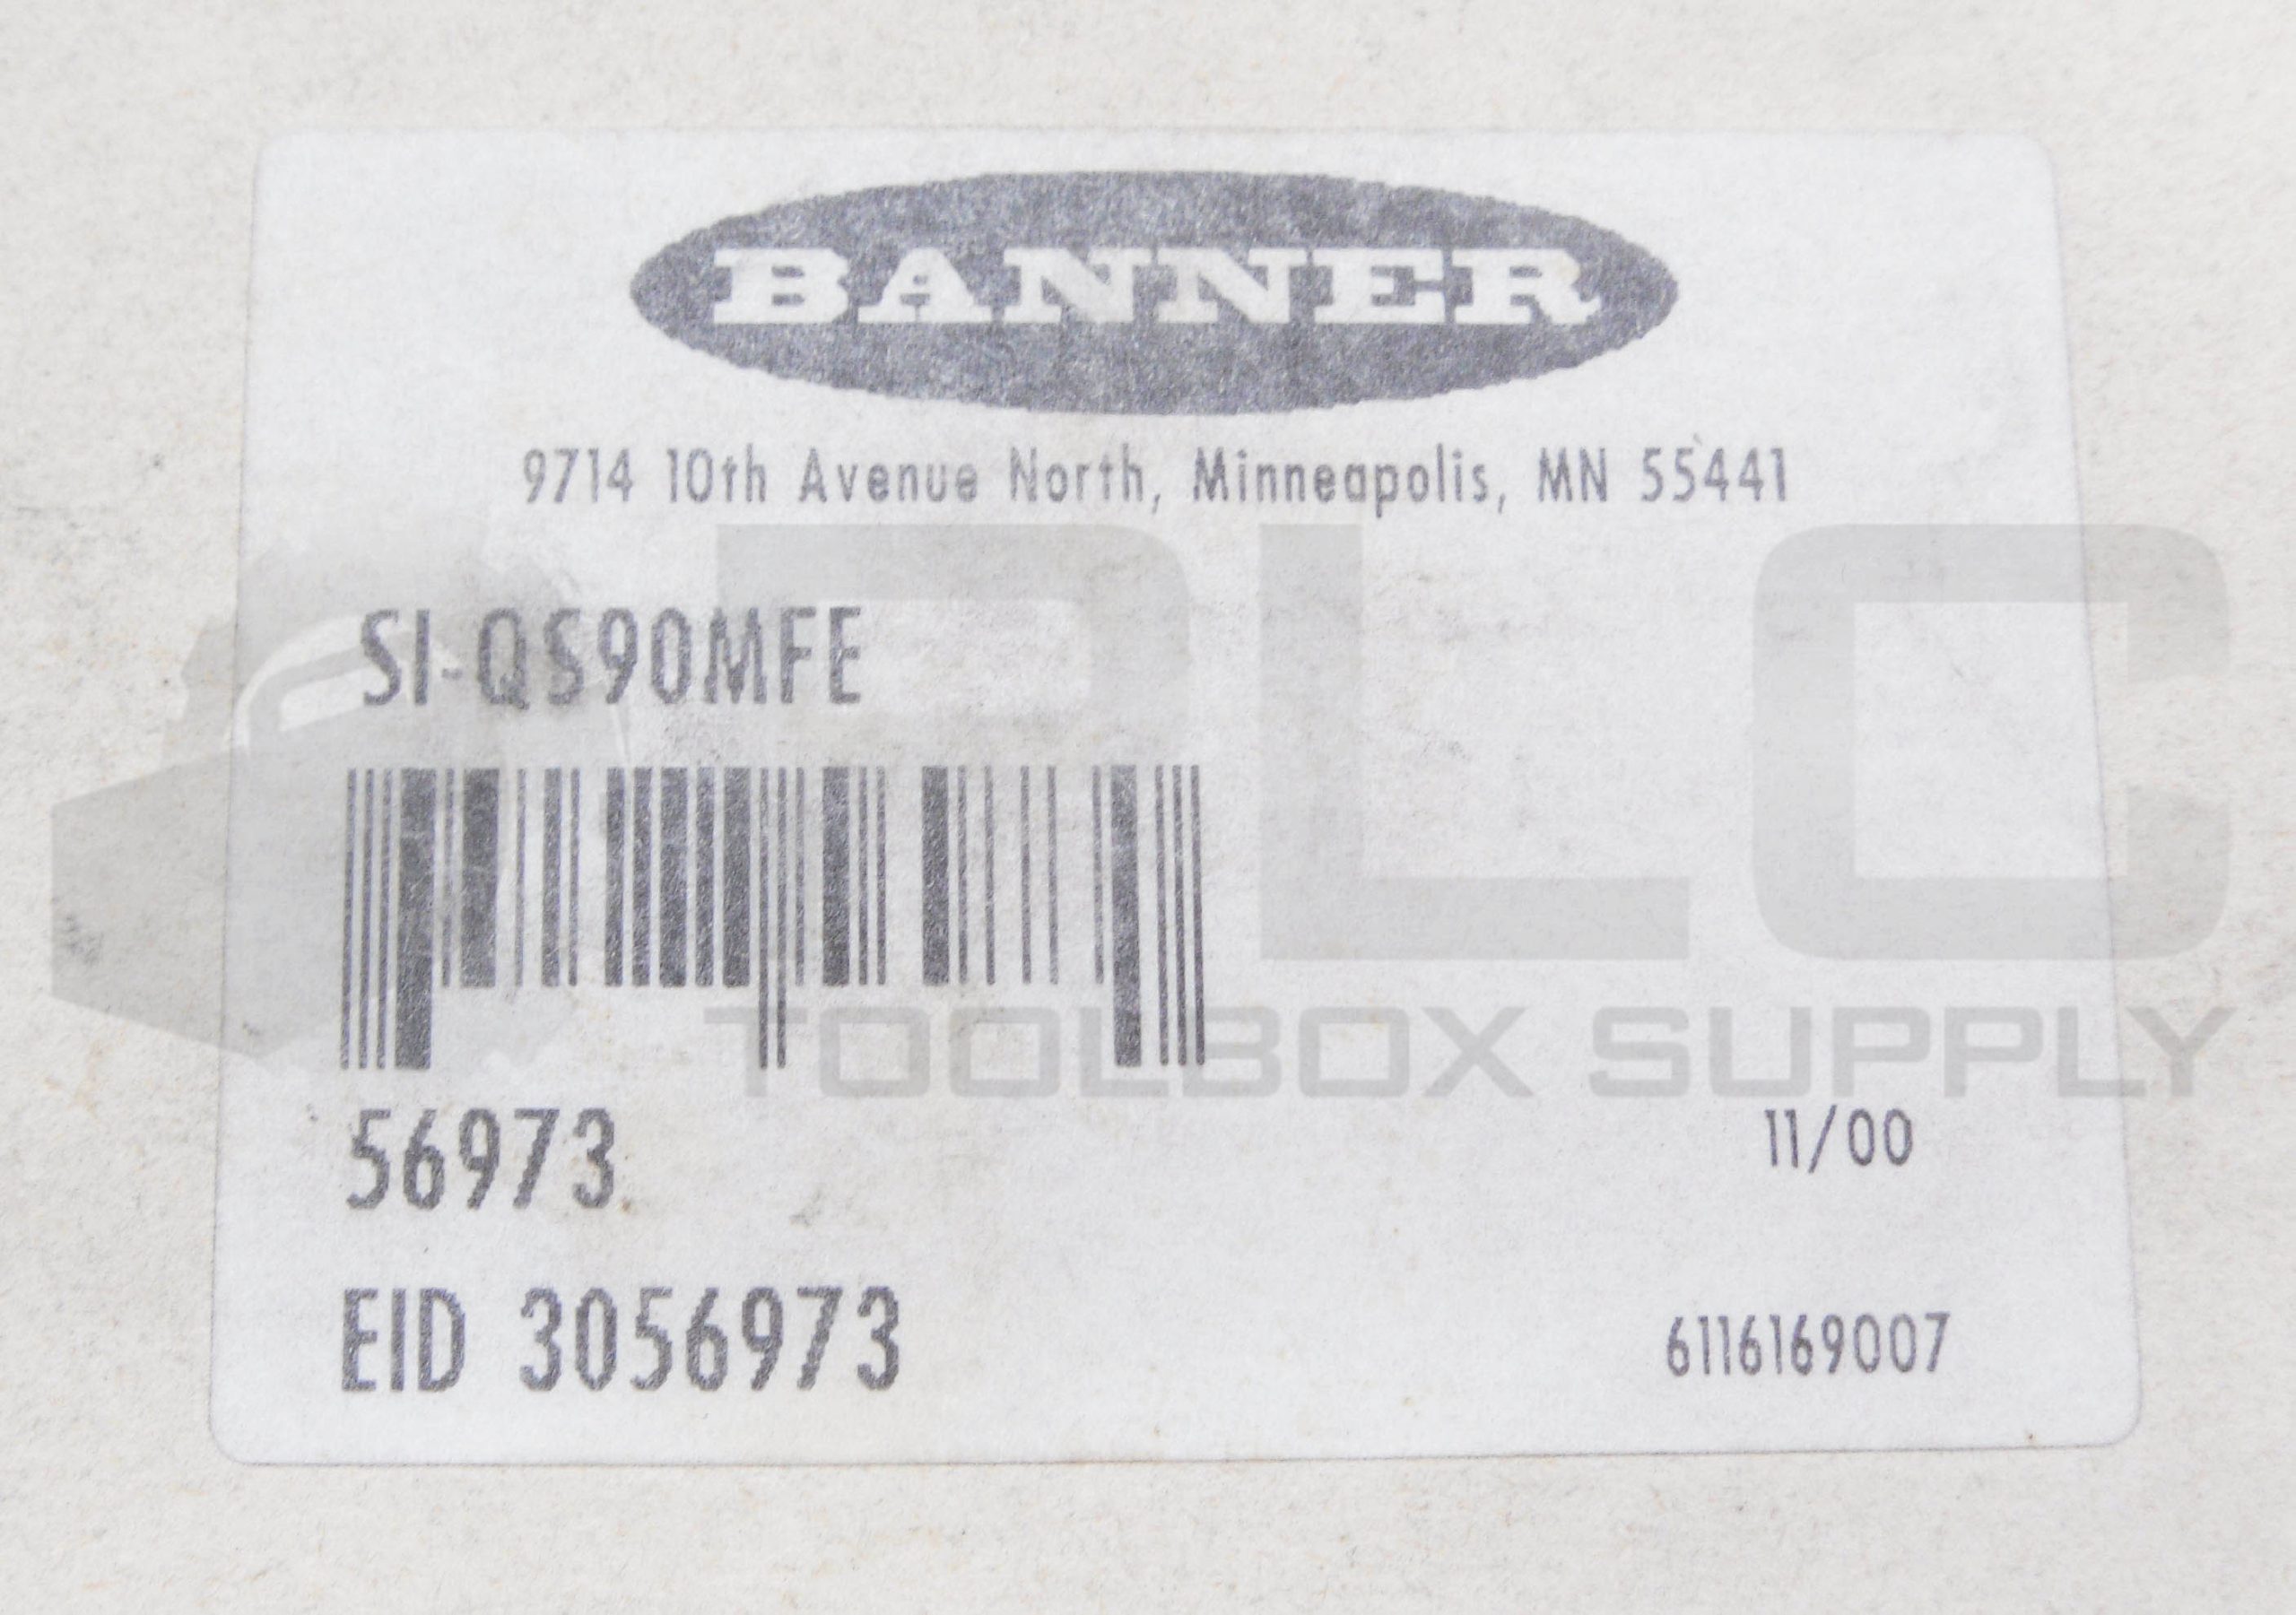 BANNER
9714 10th Avenue North, Minneapolis, MN 55441
SI-QS90MFE
PLC
TOOLBOX SUPPLY
56973
11/00
EID 3056973
6116169007